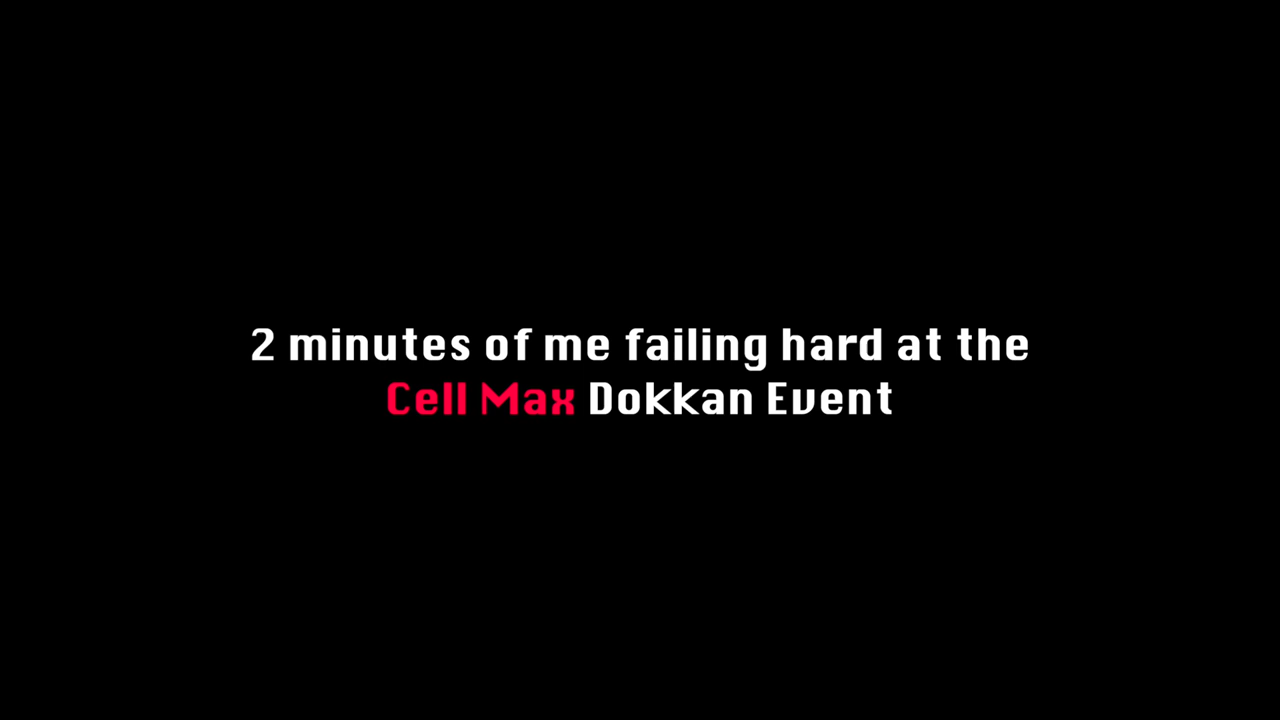 2 minutes of me failing hard at the
Cell Max Dokkan Event